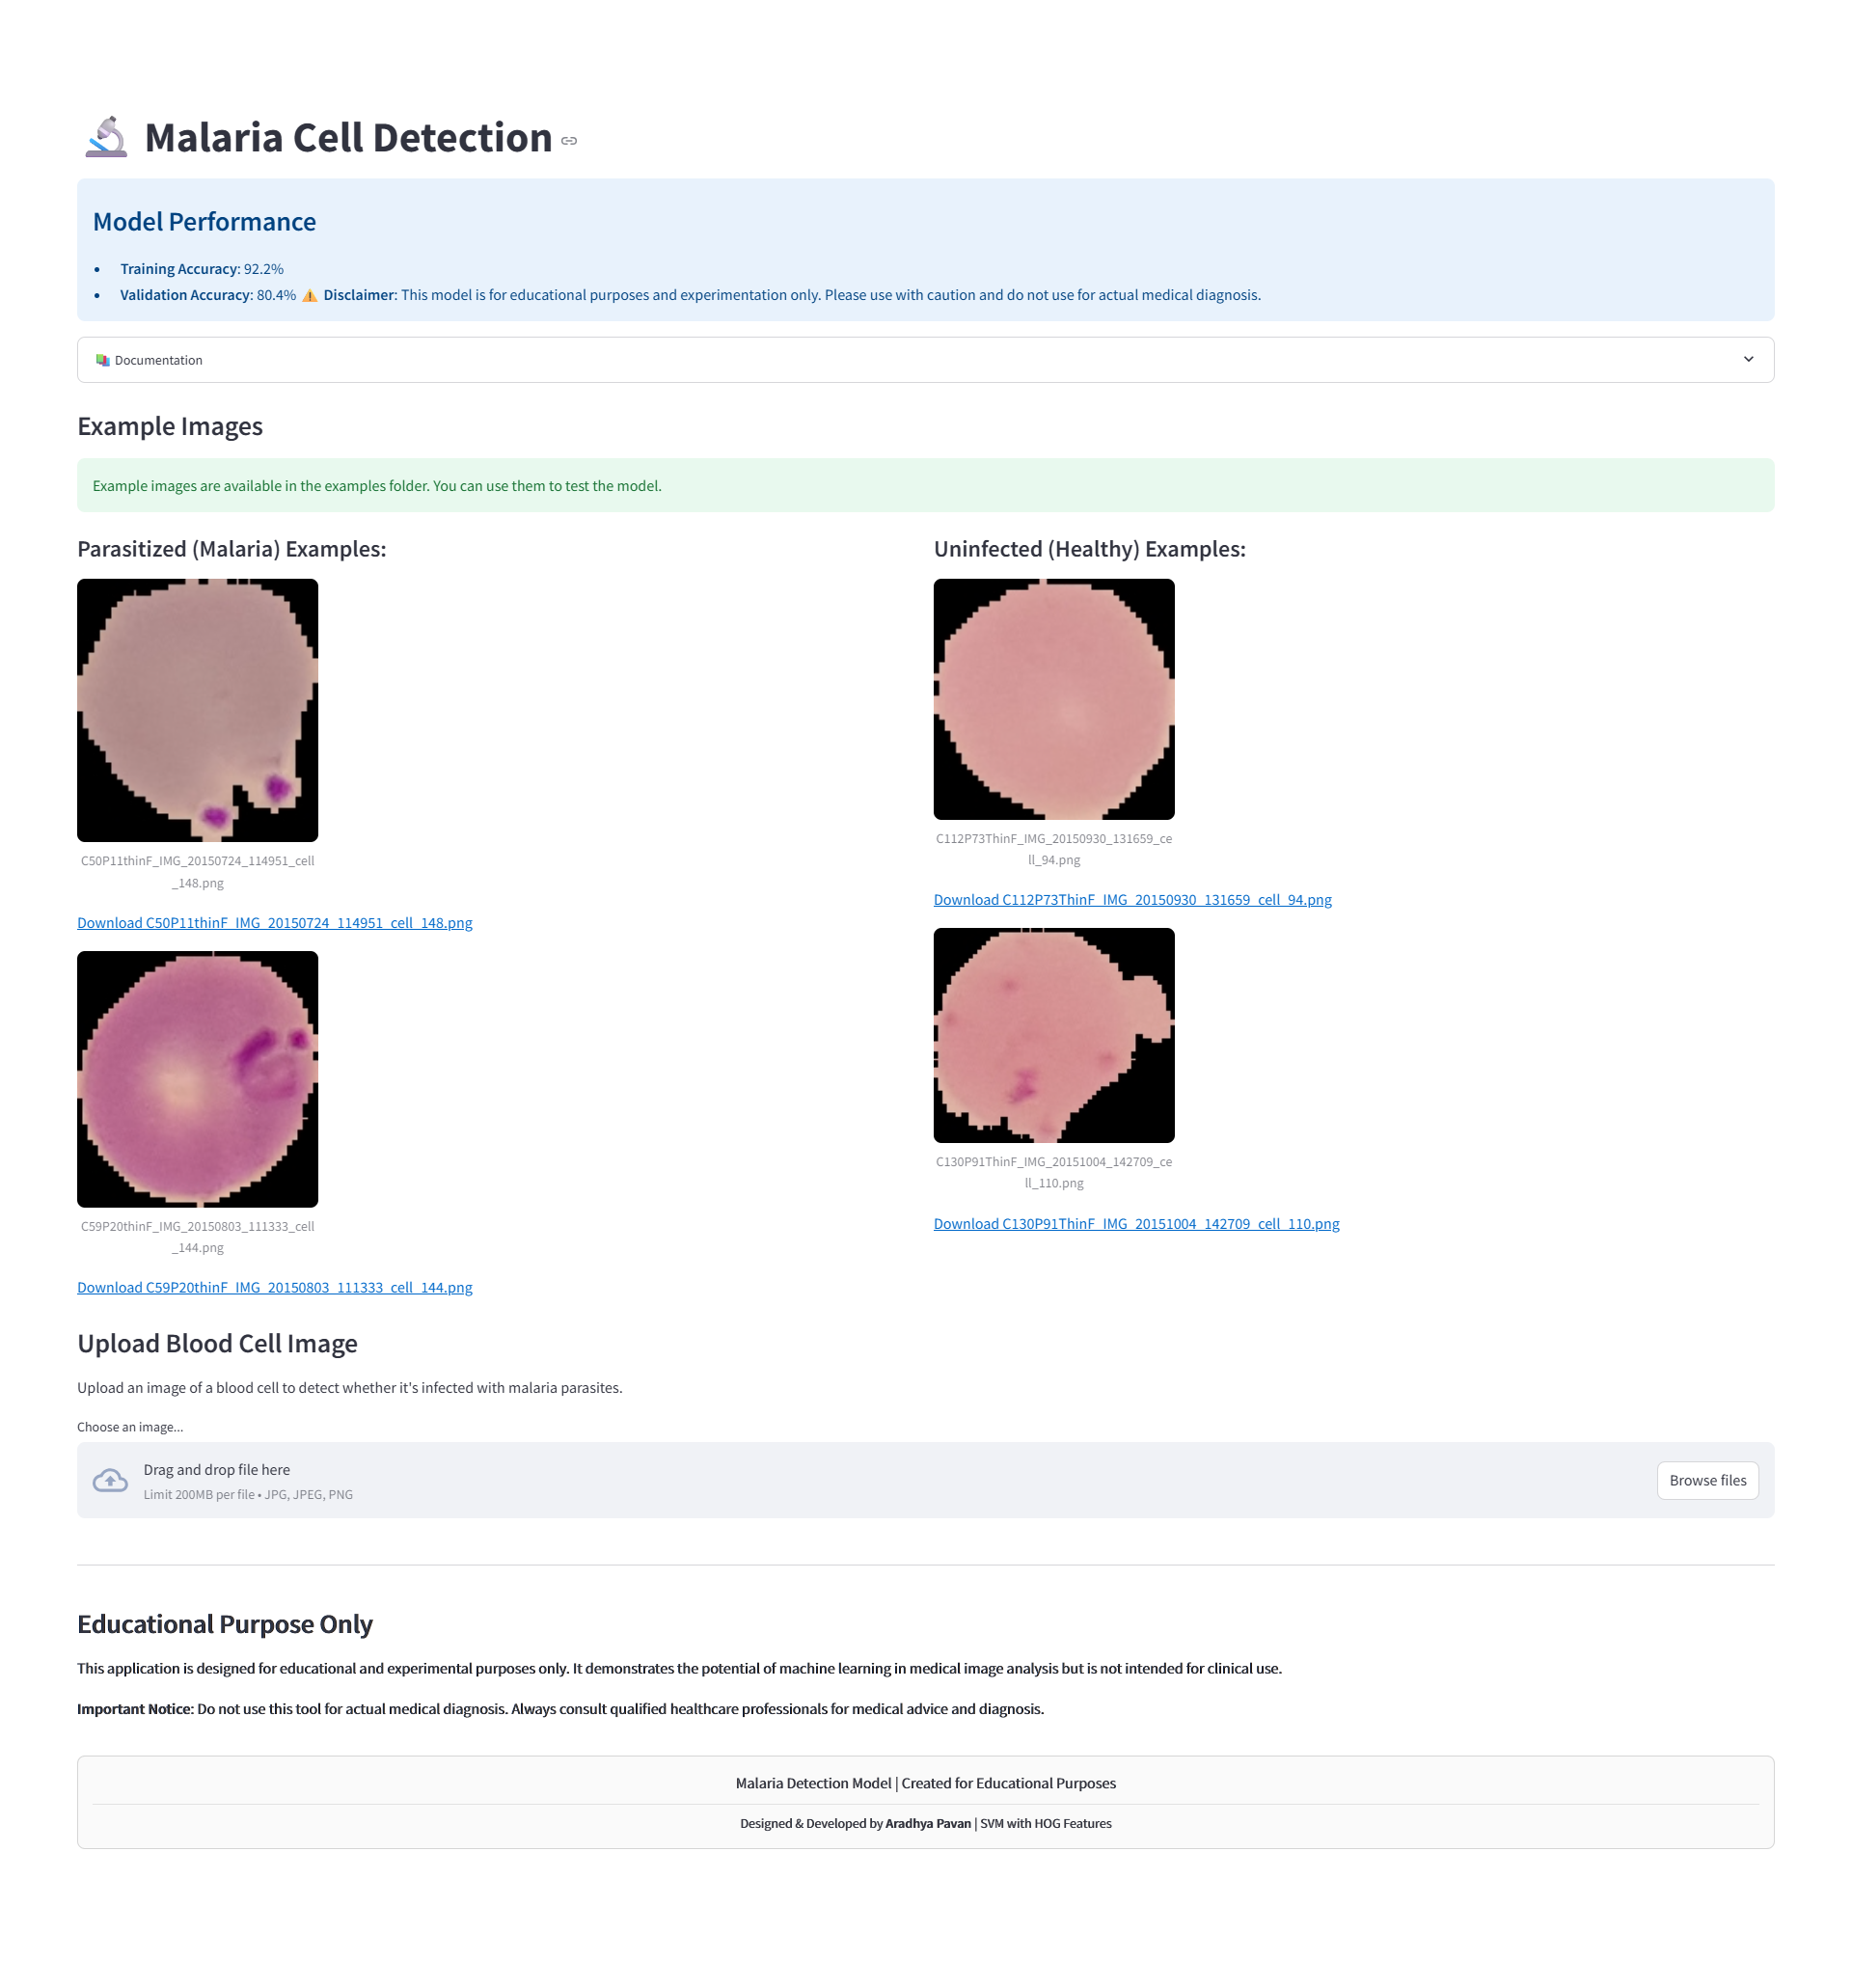 Malaria Cell Detection
Model Performance
• Training Accuracy: 92.2%
• Validation Accuracy: 80.4% ⚠️ Disclaimer: This model is for educational purposes and experimentation only. Please use with caution and do not use for actual medical diagnosis.
Documentation
Example Images
Example images are available in the examples folder. You can use them to test the model.
Parasitized (Malaria) Examples:
C50P11thinF_IMG_20150724_114951_cell
_148.png
Download C50P11thinF_IMG_20150724_114951_cell_148.png
C59P20thinF_IMG_20150803_111333_cell
_144.png
Download C59P20thinF_IMG_20150803_111333_cell_144.png
Uninfected (Healthy) Examples:
C112P73ThinF_IMG_20150930_131659_ce
ll_94.png
Download C112P73ThinF_IMG_20150930_131659_cell_94.png
C130P91ThinF_IMG_20151004_142709_ce
ll_110.png
Download C130P91ThinF_IMG_20151004_142709_cell_110.png
Upload Blood Cell Image
Upload an image of a blood cell to detect whether it's infected with malaria parasites.
Choose an image...
Drag and drop file here
Limit 200MB per file • JPG, JPEG, PNG
Browse files
Educational Purpose Only
This application is designed for educational and experimental purposes only. It demonstrates the potential of machine learning in medical image analysis but is not intended for clinical use.
Important Notice: Do not use this tool for actual medical diagnosis. Always consult qualified healthcare professionals for medical advice and diagnosis.
Malaria Detection Model | Created for Educational Purposes
Designed & Developed by Aradhya Pavan | SVM with HOG Features